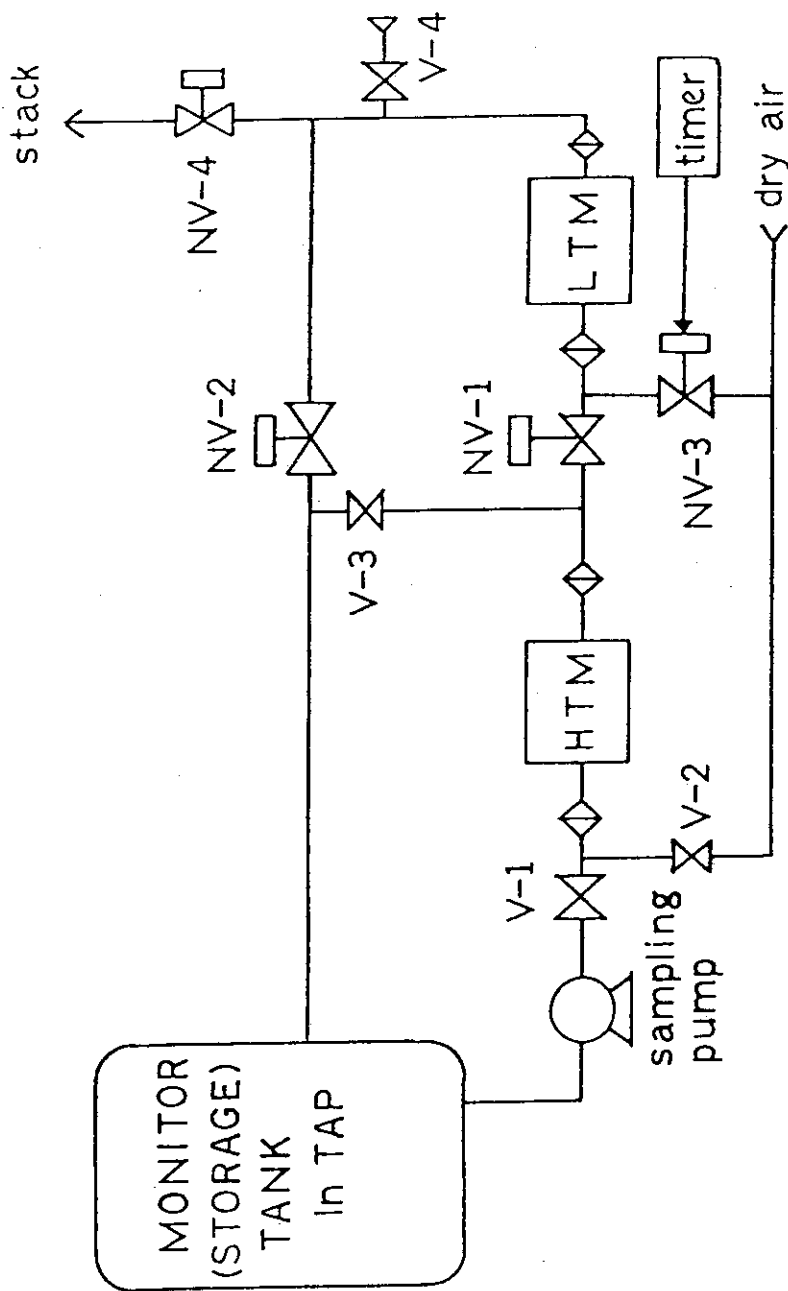 MONITOR
(STORAGE)
TANK
In TAP
sampling
pump
V-1
V-2
HTM
V-3
NV-1
NV-2
NV-3
LTM
timer
dry air
V-4
NV-4
stack